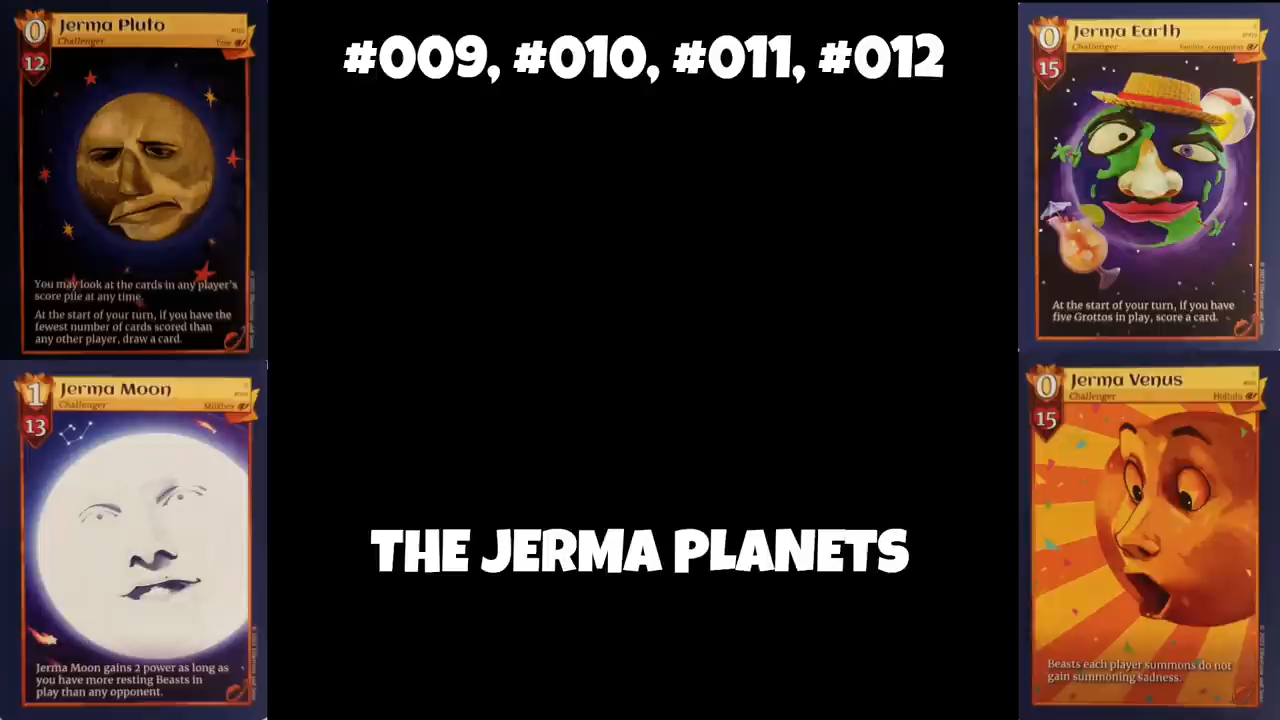 0
Jerma Pluto
Challenger
12
You may look at the cards in any player's
score pile at any time.
At the start of your turn, if you have the
fewest number of cards scored than
any other player, draw a card.
#009, #010, #011, #012
0
Jerma Earth
Challenger
15
At the start of your turn, if you have
five Grottos in play, score a card.
1
Jerma Moon
Challenger
Milkbox
13
Jerma Moon gains 2 power as long as
you have more resting Beasts in
play than any opponent.
THE JERMA PLANETS
0
Jerma Venus
Challenger
15
Beasts each player summons do not
gain summoning sadness.